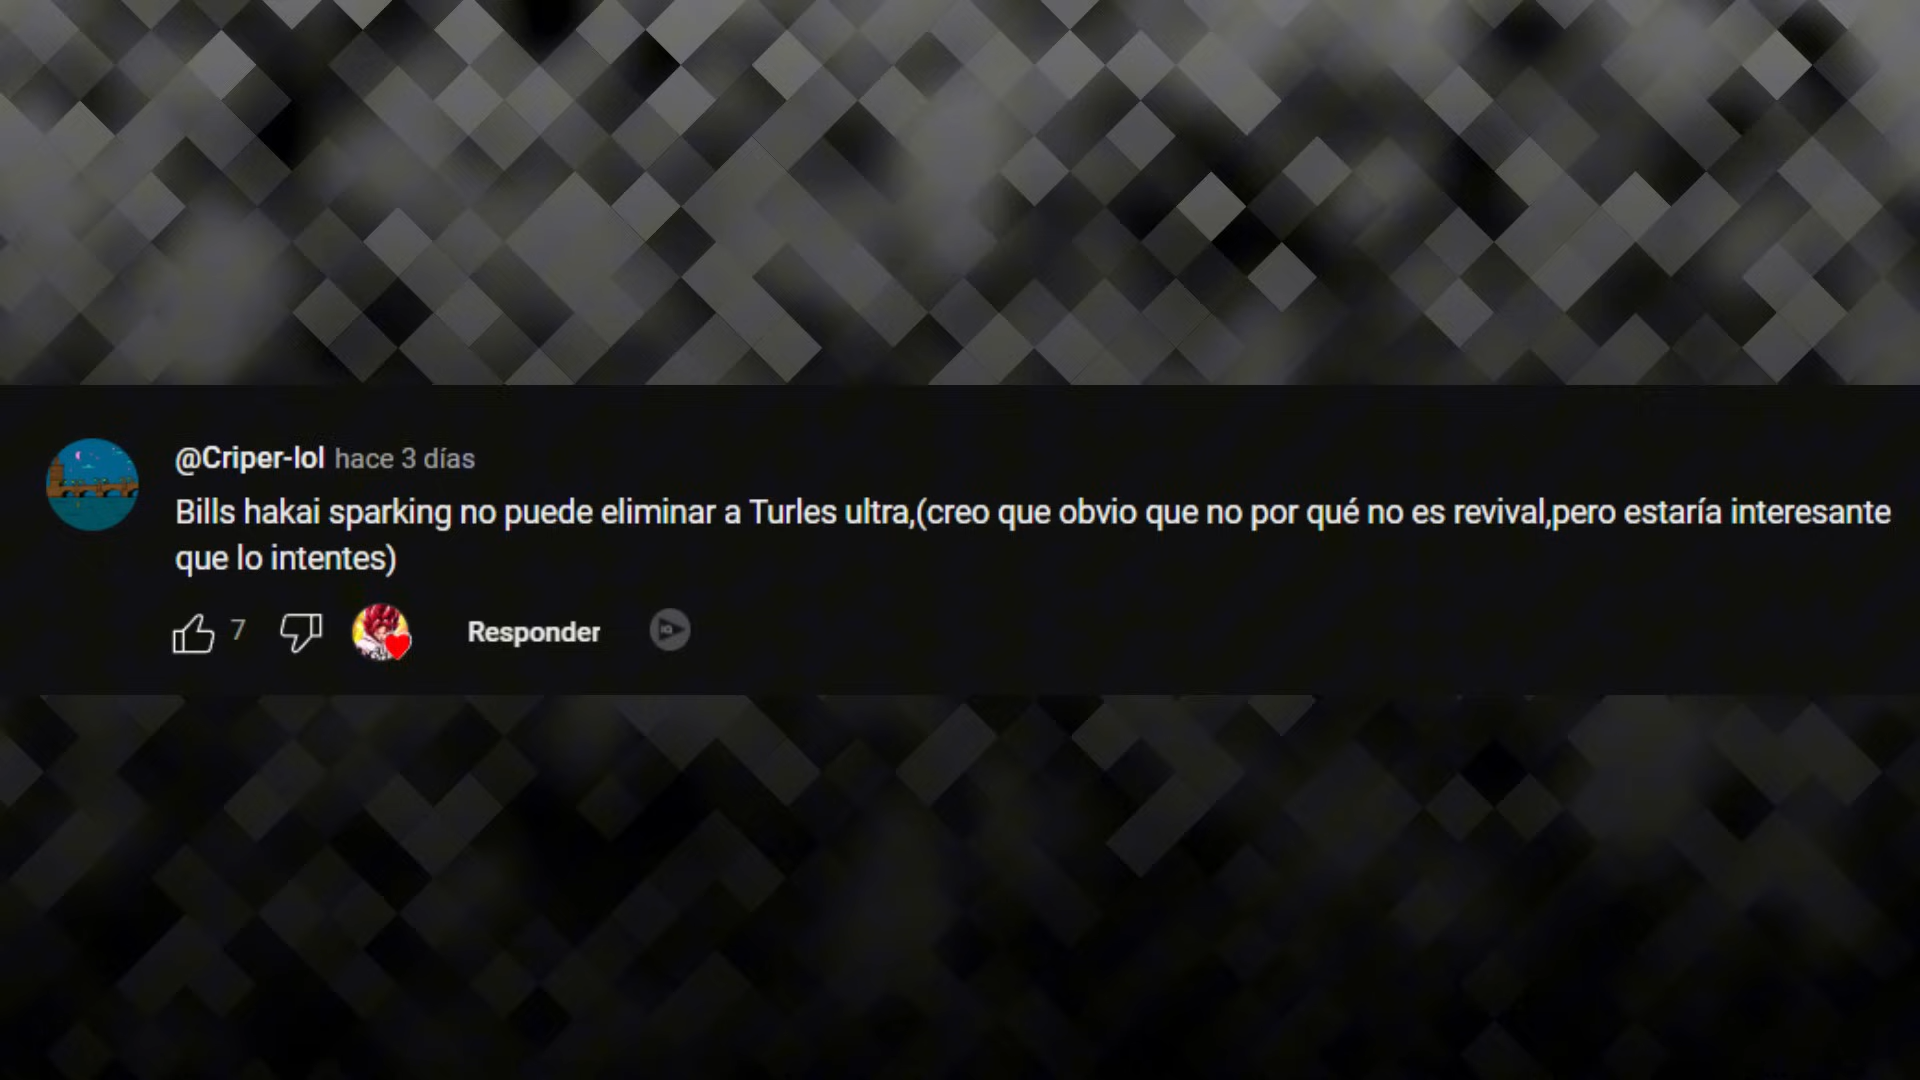 @Criper-lol hace 3 días
Bills hakai sparking no puede eliminar a Turles ultra,(creo que obvio que no por qué no es revival,pero estaría interesante
que lo intentes)
7 Responder IQ